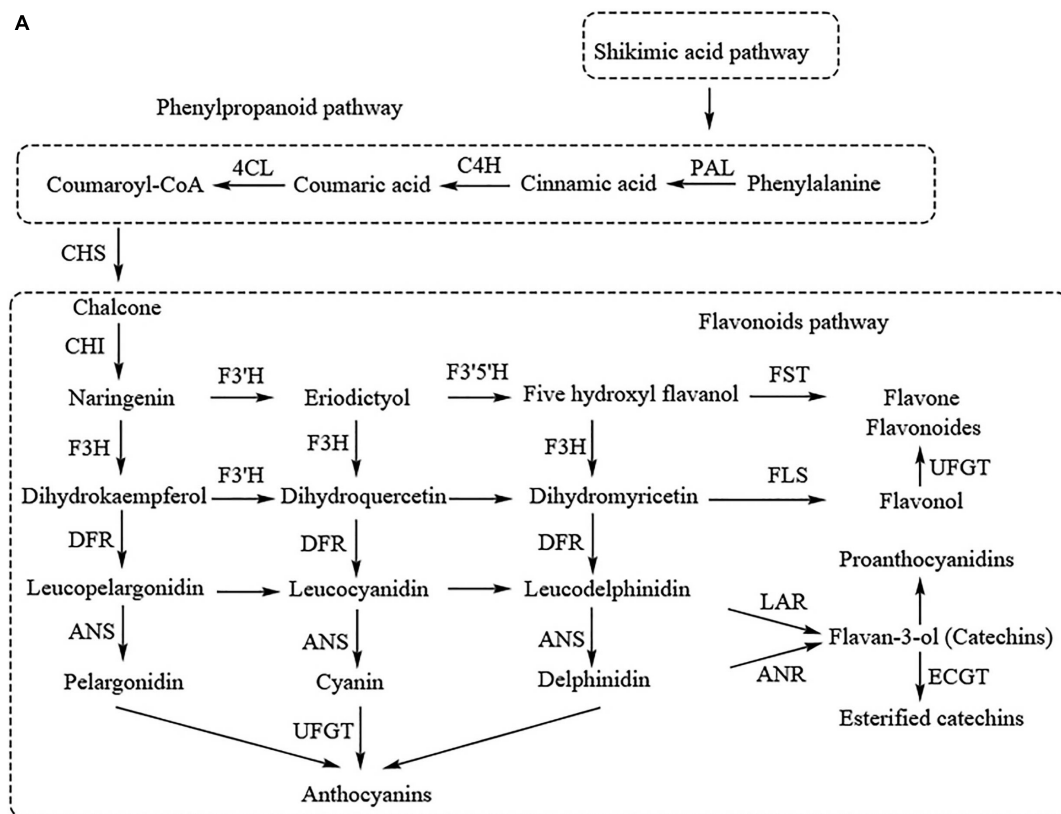 A
Shikimic acid pathway
Phenylpropanoid pathway
4CL C4H PAL
Coumaroyl-CoA Coumaric acid Cinnamic acid Phenylalanine
CHS
Chalcone
Flavonoids pathway
CHI
F3'H F3'5'H FST
Naringenin Eriodictyol Five hydroxyl flavanol Flavone
Flavonoides
F3H F3H F3H
F3'H FLS UFGT
Dihydrokaempferol Dihydroquercetin Dihydromyricetin Flavonol
DFR DFR DFR
Proanthocyanidins
Leucopelargonidin Leucocyanidin Leucodelphinidin
LAR
ANS ANS ANS Flavan-3-ol (Catechins)
ANR ECGT
Pelargonidin Cyanin Delphinidin
Esterified catechins
UFGT
Anthocyanins